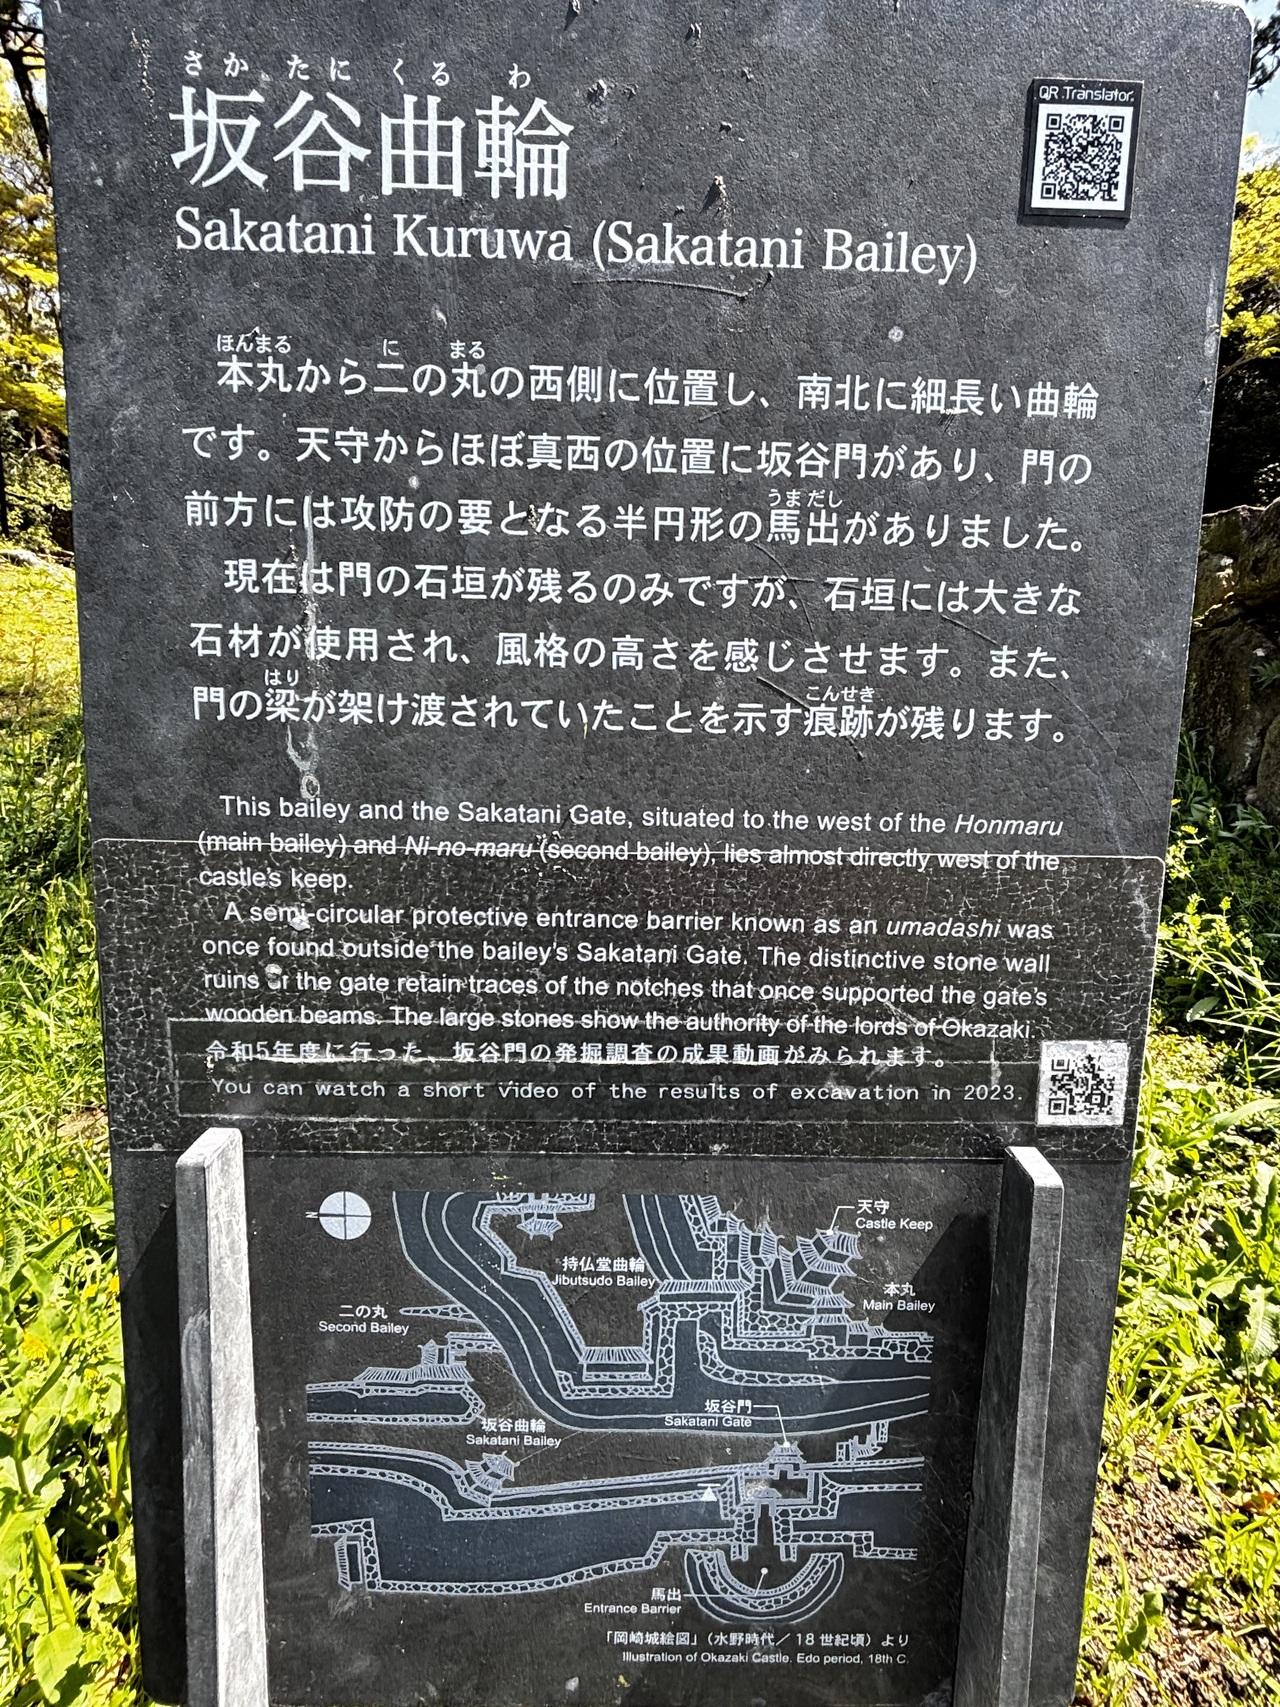 さか たに くる わ
坂谷曲輪
QR Translator
Sakatani Kuruwa (Sakatani Bailey)
ほんまる に まる
本丸から二の丸の西側に位置し、南北に細長い曲輪
です。天守からほぼ真西の位置に坂谷門があり、門の
うまだし
前方には攻防の要となる半円形の馬出がありました。
現在は門の石垣が残るのみですが、石垣には大きな
石材が使用され、風格の高さを感じさせます。また、
はり こんせき
門の梁が架け渡されていたことを示す痕跡が残ります。
This bailey and the Sakatani Gate, situated to the west of the Honmaru
(main bailey) and Ni-no-maru (second bailey), lies almost directly west of the
castle's keep.
A semi-circular protective entrance barrier known as an umadashi was
once found outside the bailey's Sakatani Gate. The distinctive stone wall
ruins of the gate retain traces of the notches that once supported the gate's
wooden beams. The large stones show the authority of the lords of Okazaki.
令和5年度に行った、坂谷門の発掘調査の成果動画がみられます。
You can watch a short video of the results of excavation in 2023.
N
天守
Castle Keep
持仏堂曲輪
Jibutsudo Bailey
本丸
Main Bailey
二の丸
Second Bailey
坂谷門
Sakatani Gate
坂谷曲輪
Sakatani Bailey
馬出
Entrance Barrier
「岡崎城絵図」（水野時代／18世紀頃）より
Illustration of Okazaki Castle. Edo period, 18th C.